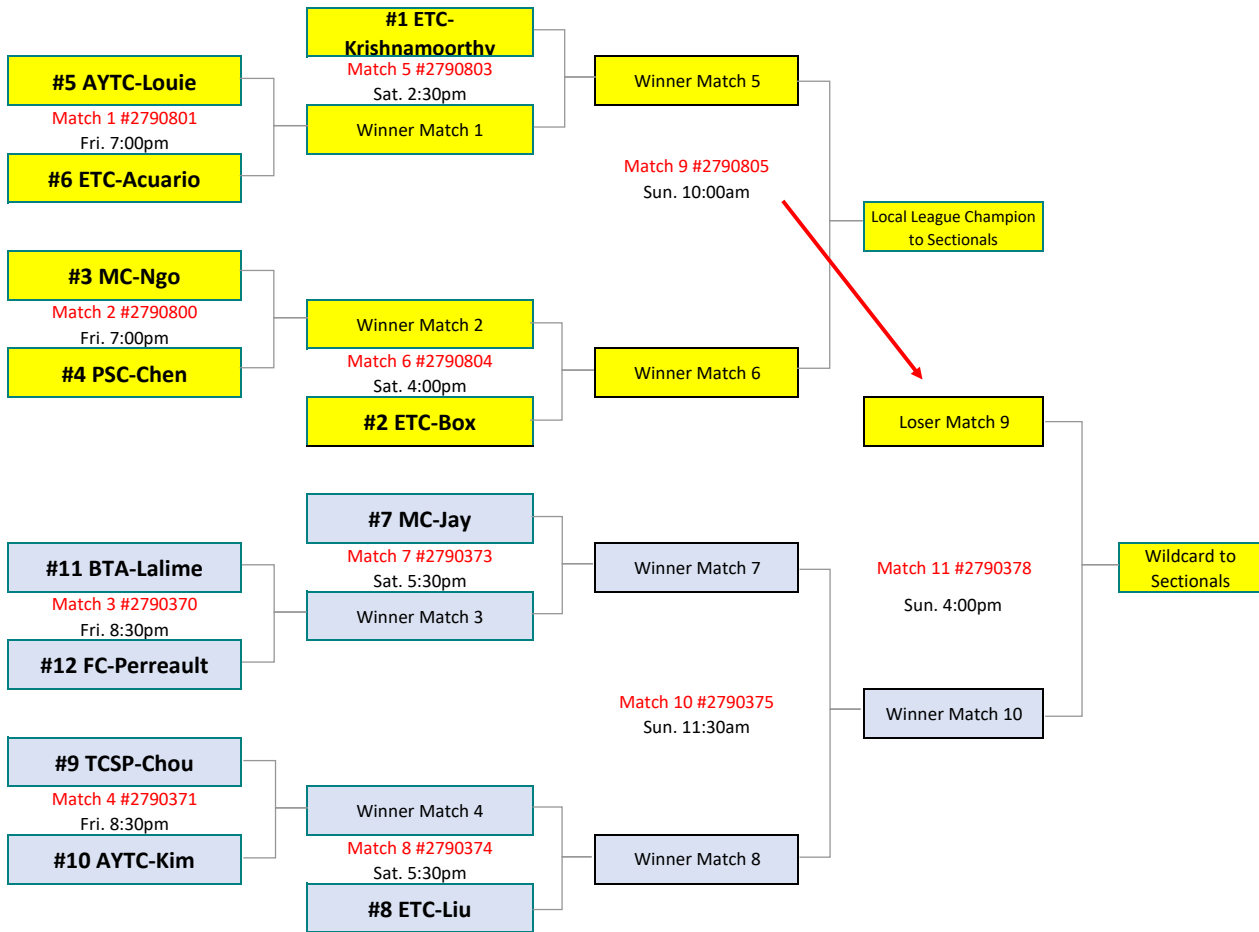 #1 ETC-
Krishnamoorthy
#5 AYTC-Louie
Match 5 #2790803
Sat. 2:30pm
Winner Match 5
Match 1 #2790801
Fri. 7:00pm
Winner Match 1
#6 ETC-Acuario
Match 9 #2790805
Sun. 10:00am
Local League Champion
to Sectionals
#3 MC-Ngo
Match 2 #2790800
Fri. 7:00pm
Winner Match 2
#4 PSC-Chen
Match 6 #2790804
Sat. 4:00pm
Winner Match 6
#2 ETC-Box
Loser Match 9
#7 MC-Jay
#11 BTA-Lalime
Match 7 #2790373
Sat. 5:30pm
Winner Match 7
Match 11 #2790378
Sun. 4:00pm
Wildcard to
Sectionals
Match 3 #2790370
Fri. 8:30pm
Winner Match 3
#12 FC-Perreault
Match 10 #2790375
Sun. 11:30am
Winner Match 10
#9 TCSP-Chou
Match 4 #2790371
Fri. 8:30pm
Winner Match 4
#10 AYTC-Kim
Match 8 #2790374
Sat. 5:30pm
Winner Match 8
#8 ETC-Liu